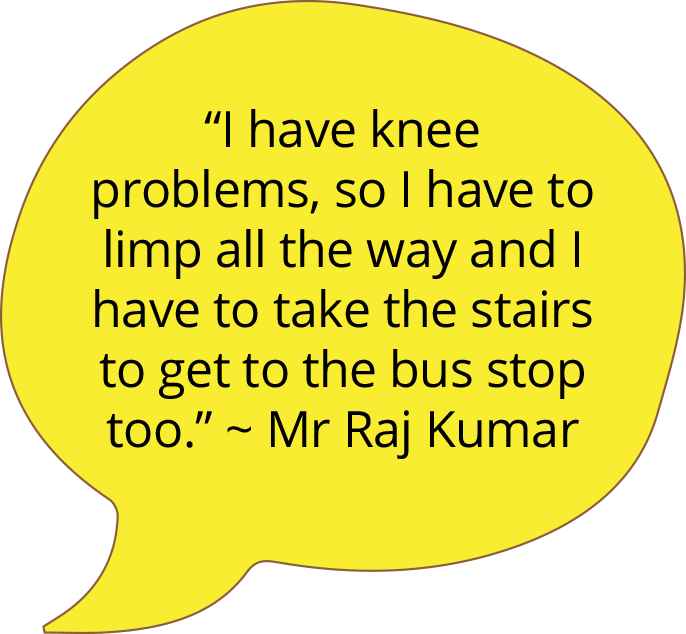 “I have knee
problems, so I have to
limp all the way and I
have to take the stairs
to get to the bus stop
too.” ~ Mr Raj Kumar